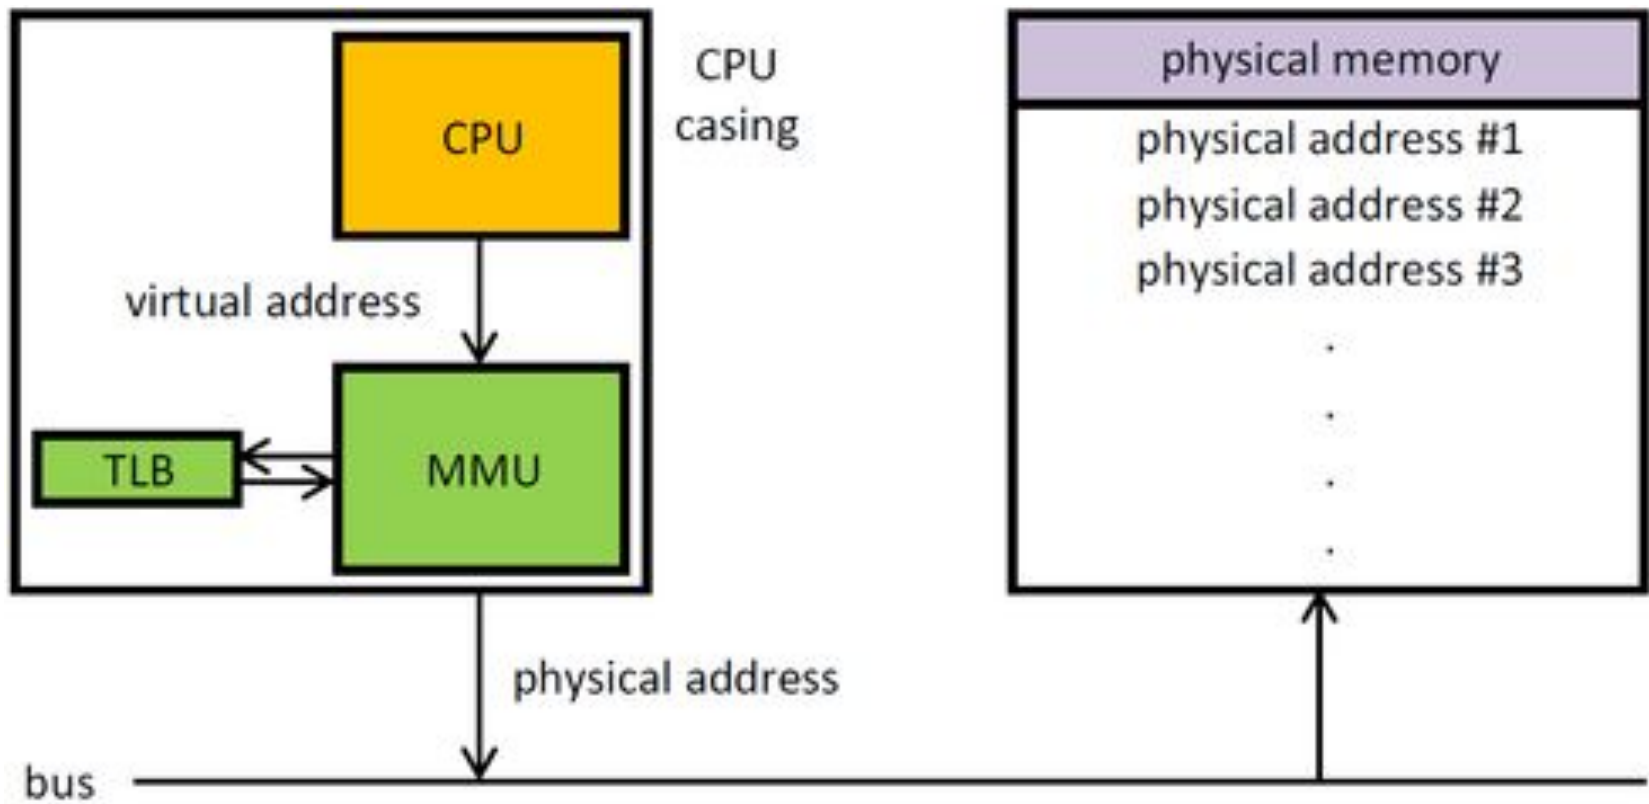 CPU
CPU
casing
virtual address
TLB
MMU
physical address
bus
physical memory
physical address #1
physical address #2
physical address #3
.
.
.
.